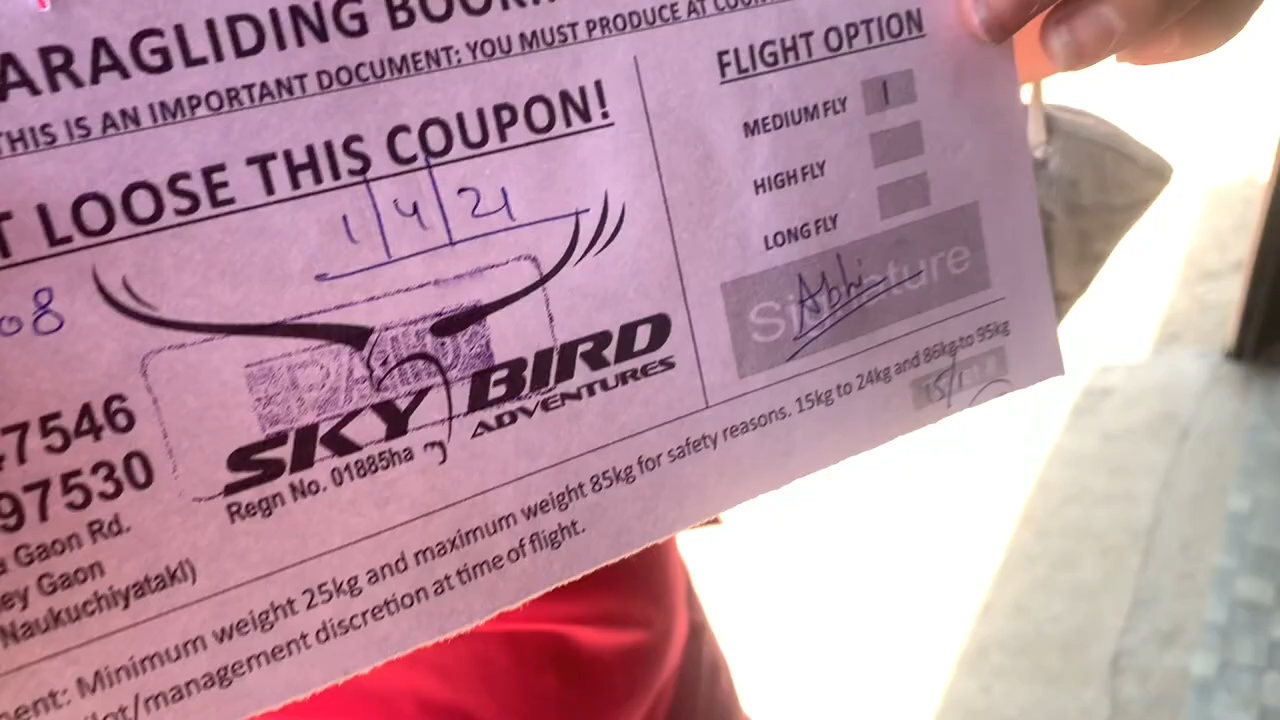 ARAGLIDING BOOK
THIS IS AN IMPORTANT DOCUMENT: YOU MUST PRODUCE AT COUN
T LOOSE THIS COUPON!
1/4/21
08
SKY BIRD
ADVENTURES
Regn No. 01885ha
7546
97530
Gaon Rd.
ey Gaon
Naukuchiyatakl)
FLIGHT OPTION
MEDIUM FLY 1
HIGH FLY
LONG FLY
Signature
Abhi
ent: Minimum weight 25kg and maximum weight 85kg for safety reasons. 15kg to 24kg and 86kg to 95kg
lot/management discretion at time of flight.